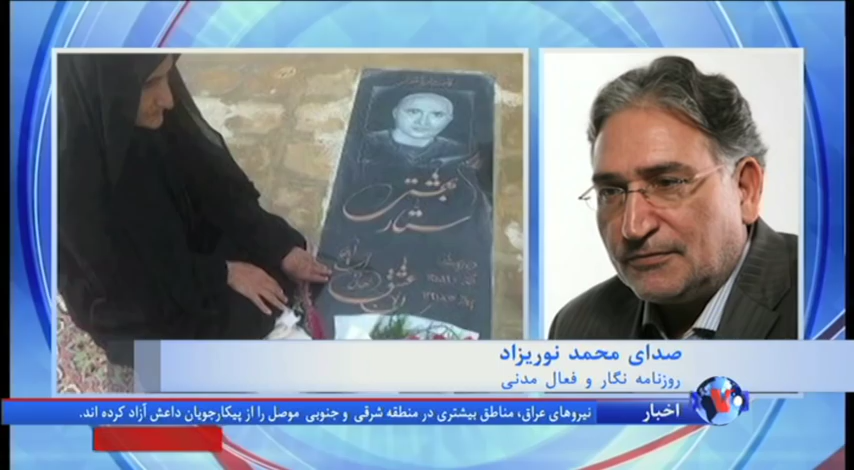 ستار بهشتی
صدای محمد نوریزاد
روزنامه نگار و فعال مدنی
اخبار
نیروهای عراق، مناطق بیشتری در منطقه شرقی و جنوبی موصل را از پیکارجویان داعش آزاد کرده اند.